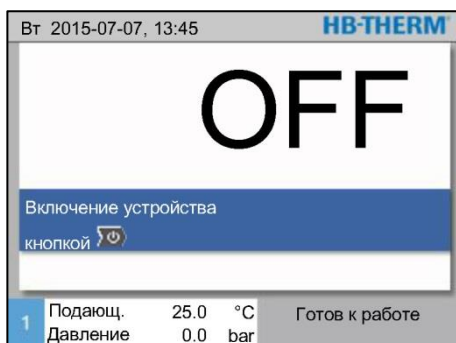 Вт 2015-07-07, 13:45 HB-THERM
OFF
Включение устройства
кнопкой
1 Подающ. 25.0 °C Готов к работе
Давление 0.0 bar